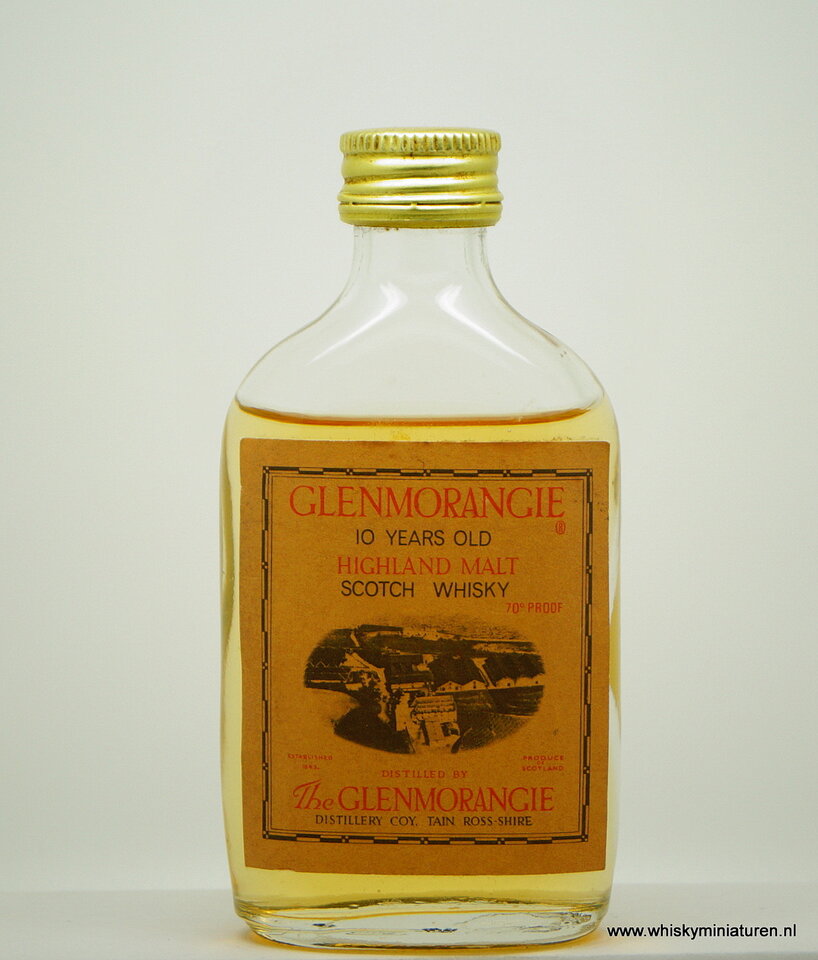 GLENMORANGIE
®
10 YEARS OLD
HIGHLAND MALT
SCOTCH WHISKY
70° PROOF
ESTABLISHED
PRODUCE
OF
SCOTLAND
DISTILLED BY
The GLENMORANGIE
DISTILLERY COY. TAIN ROSS-SHIRE
www.whiskyminiaturen.nl